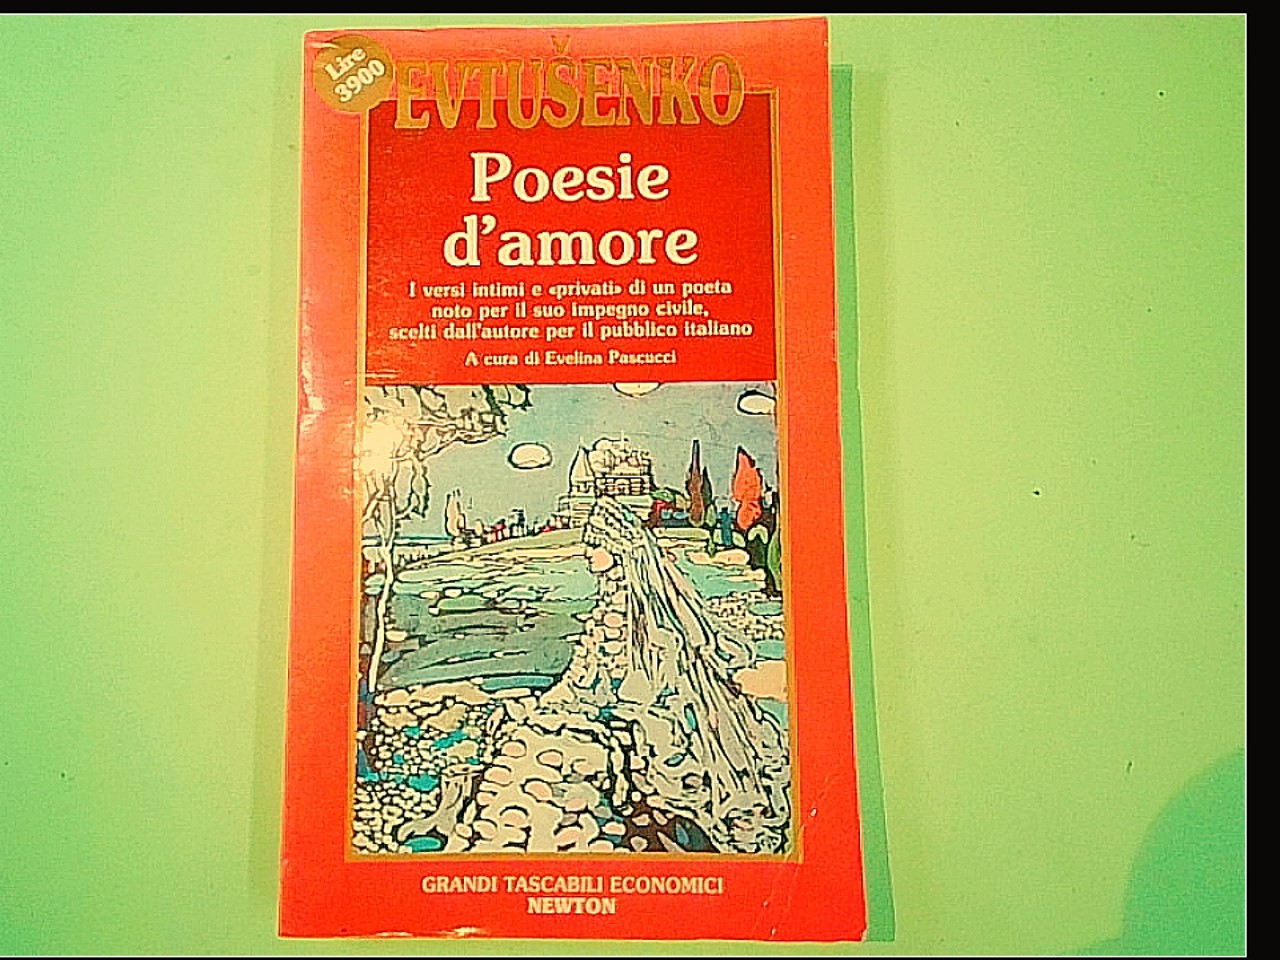 Lire
3900
EVTUŠENKO
Poesie
d'amore
I versi intimi e «privati» di un poeta
noto per il suo impegno civile,
scelti dall'autore per il pubblico italiano
A cura di Evelina Pascucci
GRANDI TASCABILI ECONOMICI
NEWTON